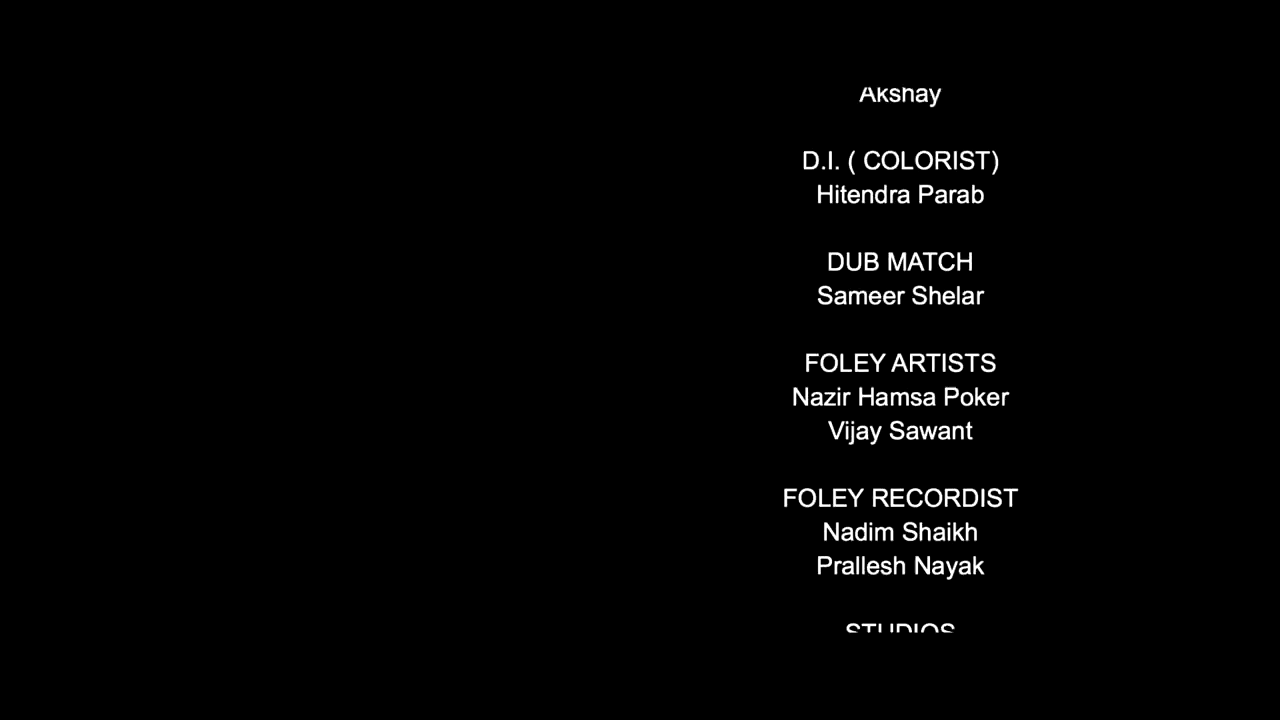 Akshay
D.I. ( COLORIST)
Hitendra Parab
DUB MATCH
Sameer Shelar
FOLEY ARTISTS
Nazir Hamsa Poker
Vijay Sawant
FOLEY RECORDIST
Nadim Shaikh
Prallesh Nayak
STUDIOS